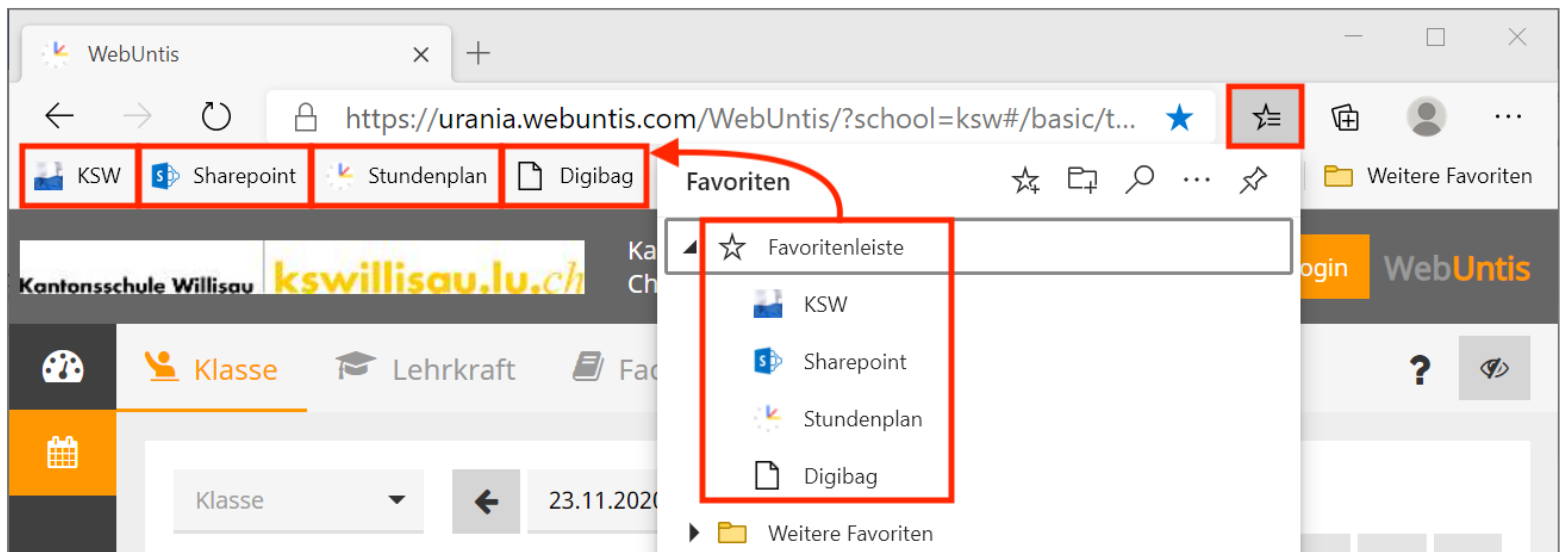 WebUntis
https://urania.webuntis.com/WebUntis/?school=ksw#/basic/t...
KSW Sharepoint Stundenplan Digibag Weitere Favoriten
Favoriten
Favoritenleiste
KSW
Sharepoint
Stundenplan
Digibag
Weitere Favoriten
Kantonsschule Willisau kswillisau.lu.ch
Ka
Ch
ogin WebUntis
Klasse Lehrkraft Fac
?
Klasse 23.11.2020